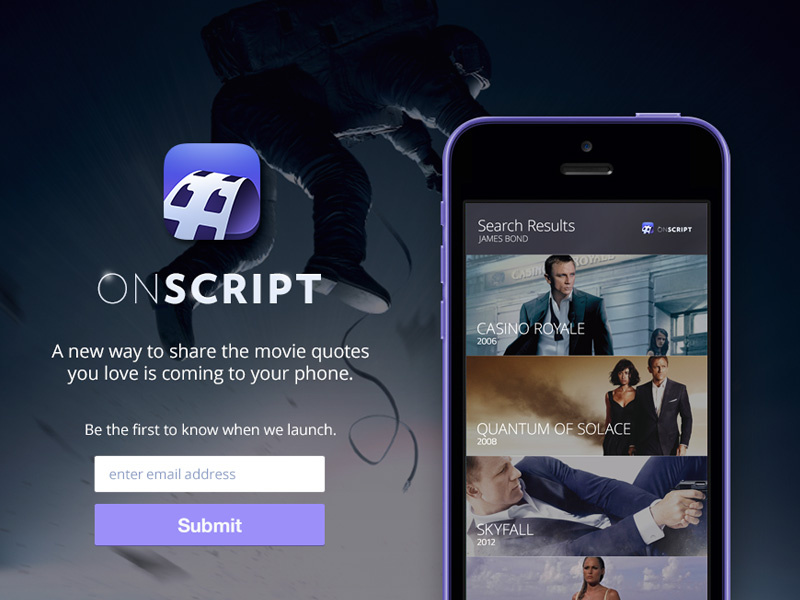 ONSCRIPT
A new way to share the movie quotes
you love is coming to your phone.
Be the first to know when we launch.
enter email address
Submit
Search Results
JAMES BOND
ONSCRIPT
CASINO ROYALE
CASINO ROYALE
2006
QUANTUM OF SOLACE
2008
SKYFALL
2012